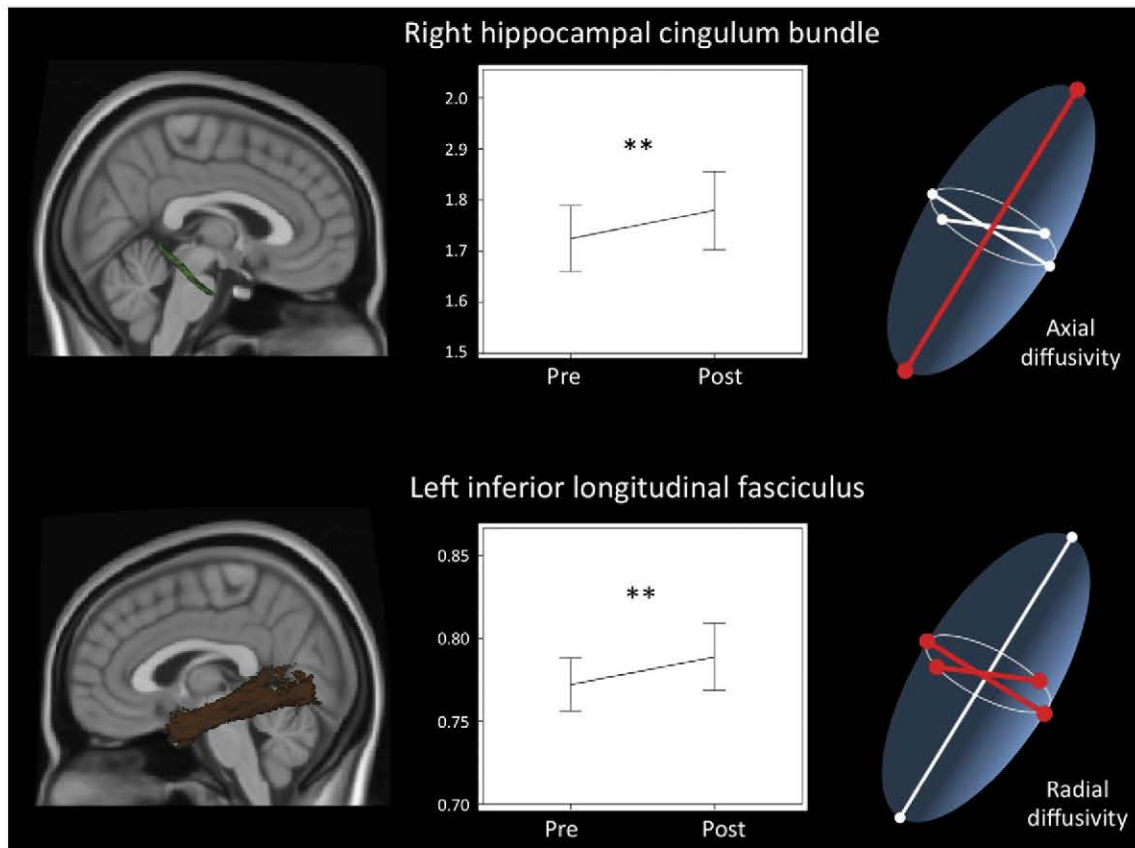 Right hippocampal cingulum bundle
2.0
2.9
1.8
1.7
1.6
1.5
**
Pre
Post
Axial
diffusivity
Left inferior longitudinal fasciculus
0.85
0.80
0.75
0.70
**
Pre
Post
Radial
diffusivity